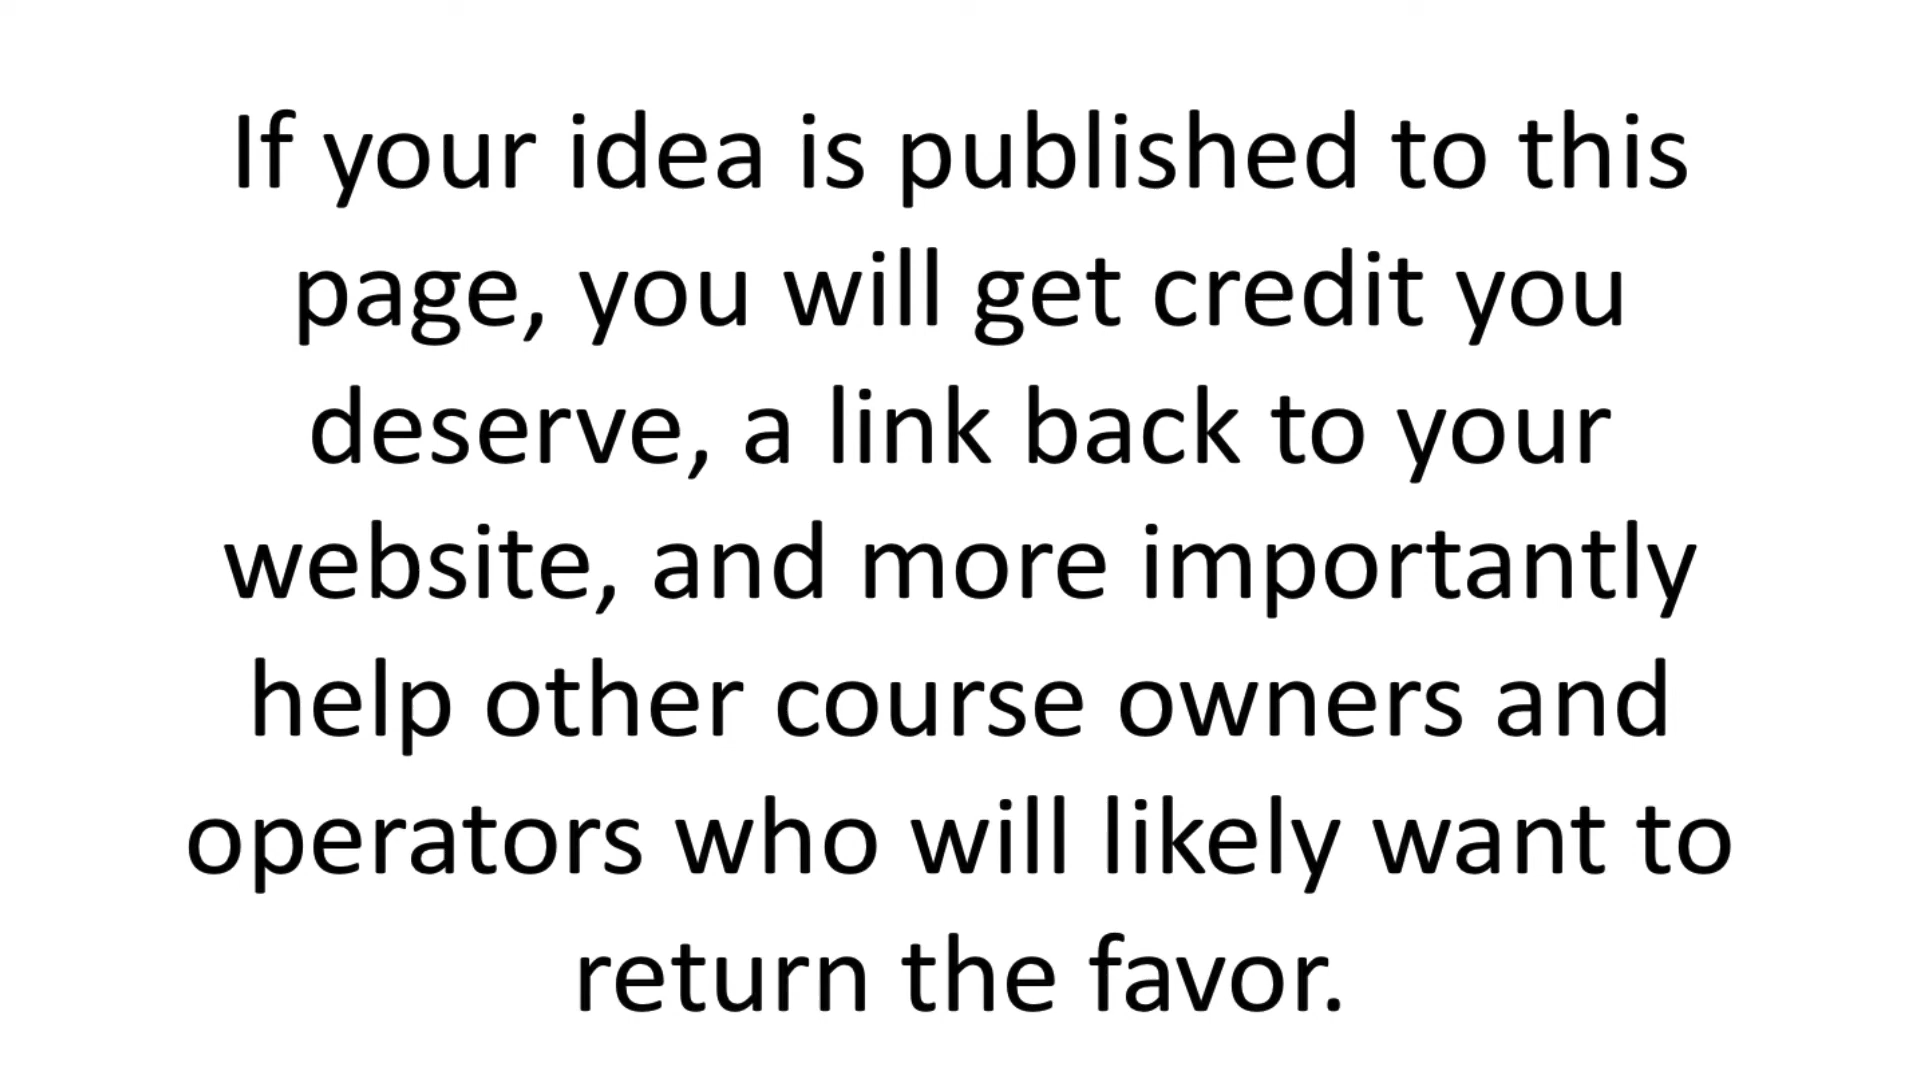 If your idea is published to this
page, you will get credit you
deserve, a link back to your
website, and more importantly
help other course owners and
operators who will likely want to
return the favor.